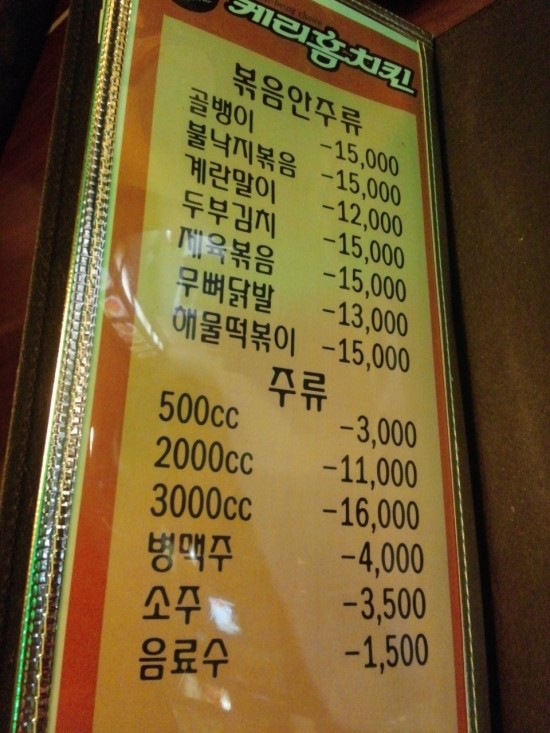 케리홈치킨
볶음안주류
골뱅이 -15,000
불낙지볶음 -15,000
계란말이 -12,000
두부김치 -15,000
제육볶음 -15,000
무뼈닭발 -13,000
해물떡볶이 -15,000
주류
500cc -3,000
2000cc -11,000
3000cc -16,000
병맥주 -4,000
소주 -3,500
음료수 -1,500